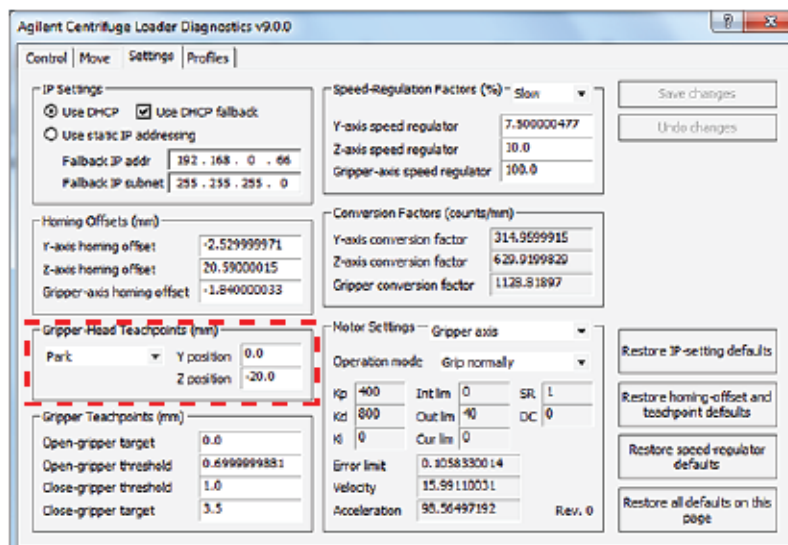 Agilent Centrifuge Loader Diagnostics v9.0.0
Control Move Settings Profiles
IP Settings
Use DHCP Use DHCP fallback
Use static IP addressing
Fallback IP addr 192 . 168 . 0 . 66
Fallback IP subnet 255 . 255 . 255 . 0
Homing Offsets (mm)
Y-axis homing offset -2.529999971
Z-axis homing offset 20.59000015
Gripper-axis homing offset -1.840000033
Gripper-Head Teachpoints (mm)
Park Y position 0.0
Z position -20.0
Gripper Teachpoints (mm)
Open-gripper target 0.0
Open-gripper threshold 0.6999999881
Close-gripper threshold 1.0
Close-gripper target 3.5
Speed-Regulation Factors (%) Slow
Y-axis speed regulator 7.500000477
Z-axis speed regulator 10.0
Gripper-axis speed regulator 100.0
Conversion Factors (counts/mm)
Y-axis conversion factor 314.9599915
Z-axis conversion factor 629.9199829
Gripper conversion factor 1128.81897
Motor Settings Gripper axis
Operation mode Grip normally
Kp 400 Int lim 0 SR 1
Kd 800 Out lim 40 DC 0
Ki 0 Cur lim 0
Error limit 0.1058330014
Velocity 15.99110031
Acceleration 98.56497192 Rev. 0
Save changes
Undo changes
Restore IP-setting defaults
Restore homing-offset and
teachpoint defaults
Restore speed-regulator
defaults
Restore all defaults on this
page